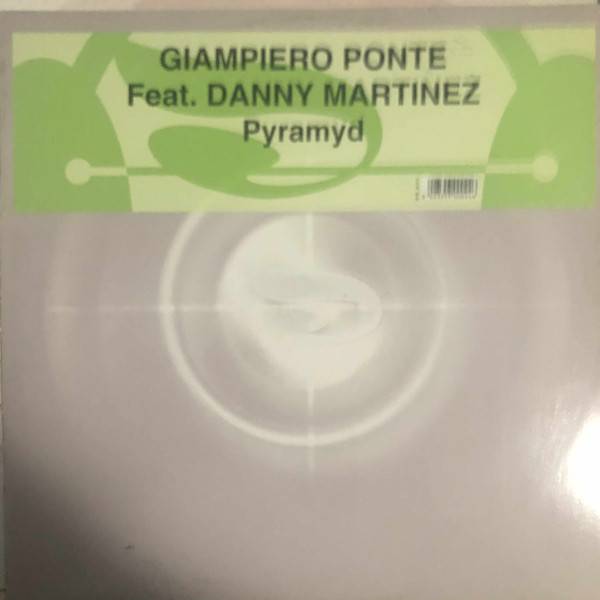 GIAMPIERO PONTE
Feat. DANNY MARTINEZ
Pyramyd